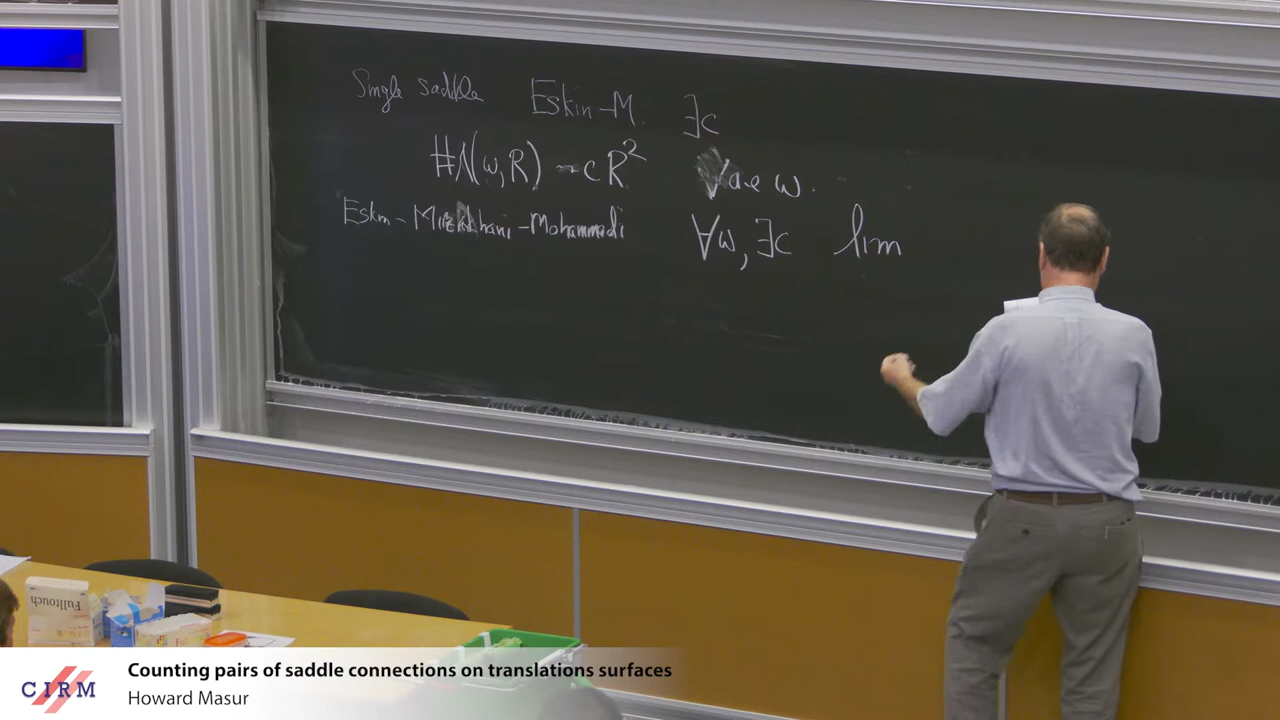 Single saddle Eskin-M. ∃c
#Λ(ω,R) ~ cR² ∀ a.e ω.
Eskin-Mirzakhani-Mohammadi ∀ω, ∃c lim
Fulltouch
CIRM
Counting pairs of saddle connections on translations surfaces
Howard Masur